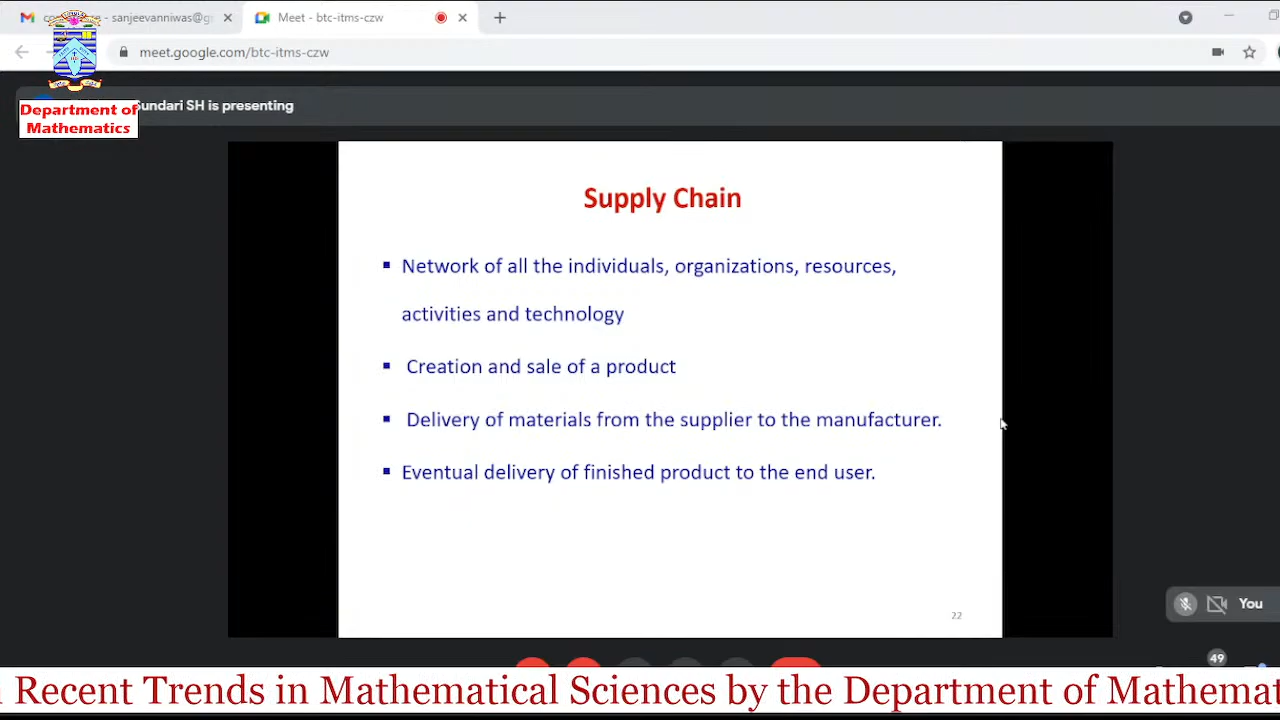 Meet - btc-itms-czw
meet.google.com/btc-itms-czw
Department of
Mathematics
Sundari SH is presenting
Supply Chain
Network of all the individuals, organizations, resources,
activities and technology
Creation and sale of a product
Delivery of materials from the supplier to the manufacturer.
Eventual delivery of finished product to the end user.
22
You
49
Recent Trends in Mathematical Sciences by the Department of